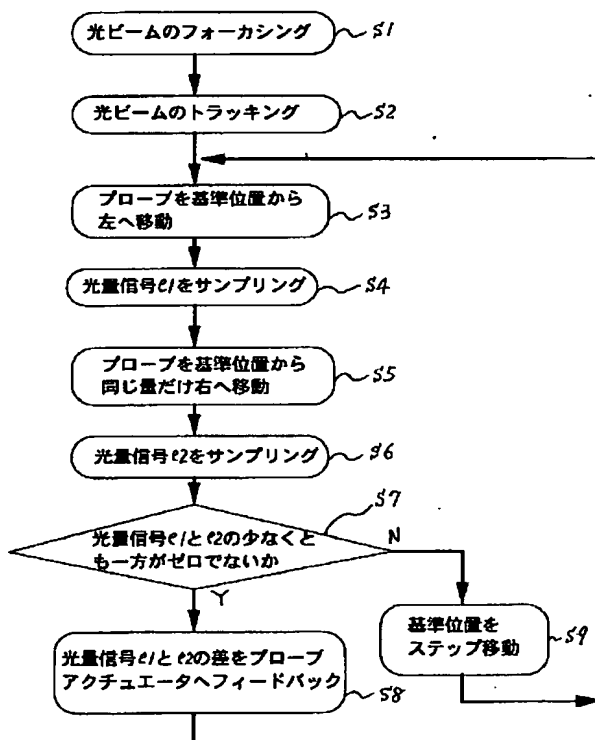 光ビームのフォーカシング
S1
光ビームのトラッキング
S2
プローブを基準位置から
左へ移動
S3
光量信号e1をサンプリング
S4
プローブを基準位置から
同じ量だけ右へ移動
S5
光量信号e2をサンプリング
S6
S7
光量信号e1とe2の少なくと
も一方がゼロでないか
N
Y
光量信号e1とe2の差をプローブ
アクチュエータへフィードバック
S8
基準位置を
ステップ移動
S9